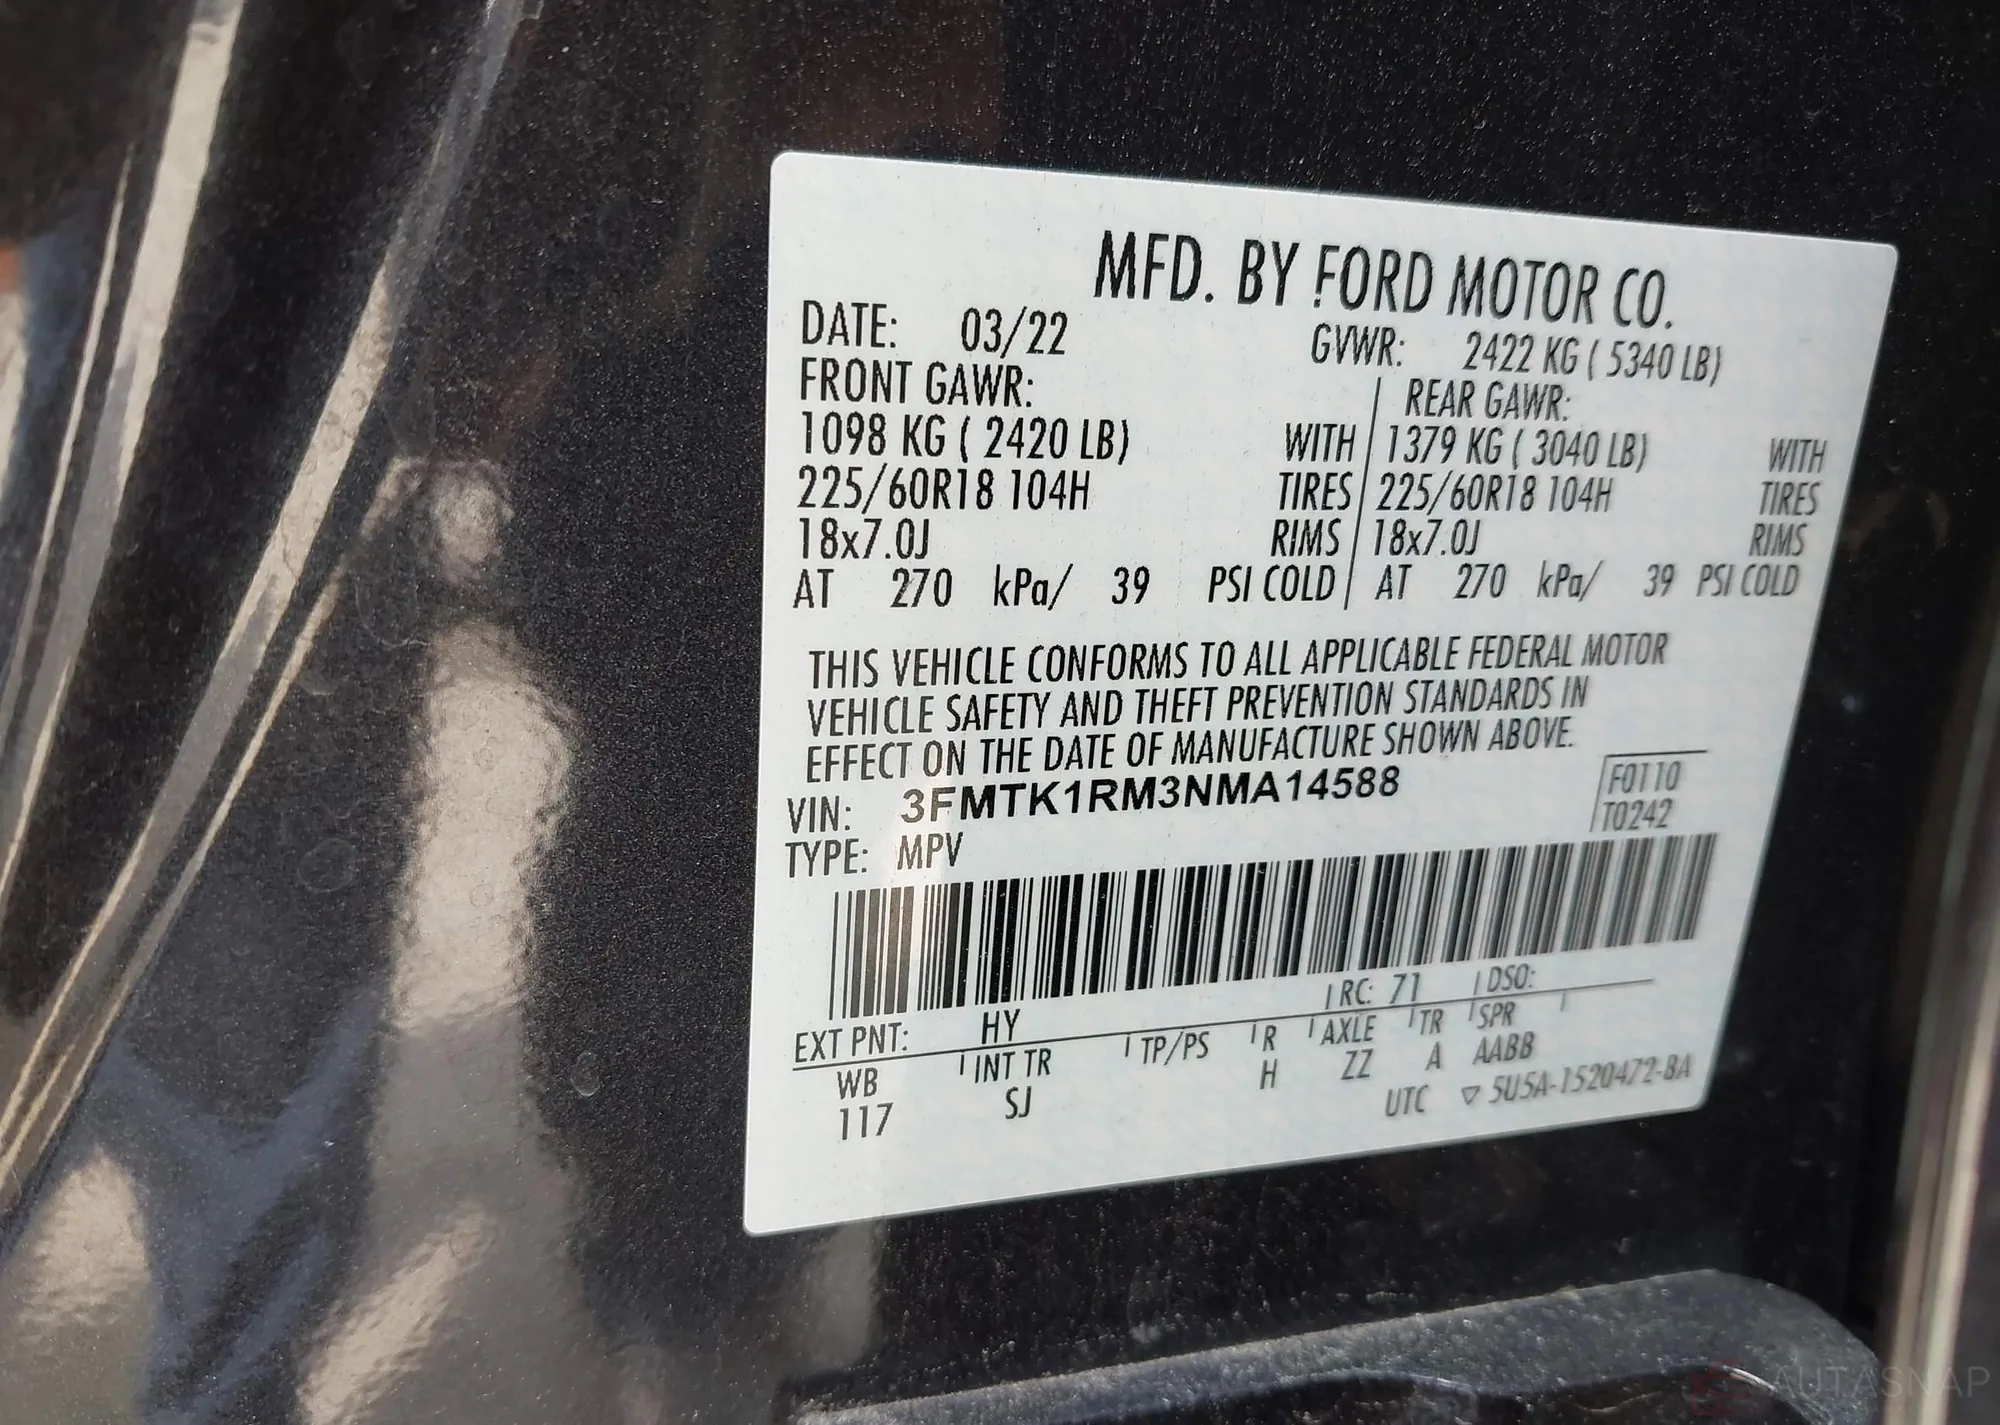 MFD. BY FORD MOTOR CO.
DATE: 03/22 GVWR: 2422 KG ( 5340 LB)
FRONT GAWR: REAR GAWR:
1098 KG ( 2420 LB) WITH 1379 KG ( 3040 LB) WITH
225/60R18 104H TIRES 225/60R18 104H TIRES
18x7.0J RIMS 18x7.0J RIMS
AT 270 kPa/ 39 PSI COLD AT 270 kPa/ 39 PSI COLD
THIS VEHICLE CONFORMS TO ALL APPLICABLE FEDERAL MOTOR
VEHICLE SAFETY AND THEFT PREVENTION STANDARDS IN
EFFECT ON THE DATE OF MANUFACTURE SHOWN ABOVE.
VIN: 3FMTK1RM3NMA14588 F0110
TYPE: MPV T0242
EXT PNT: HY RC: 71 DSO:
WB INT TR TP/PS R AXLE TR SPR
117 SJ H ZZ A AABB
UTC ▽ 5U5A-1520472-BA
AUTASNAP